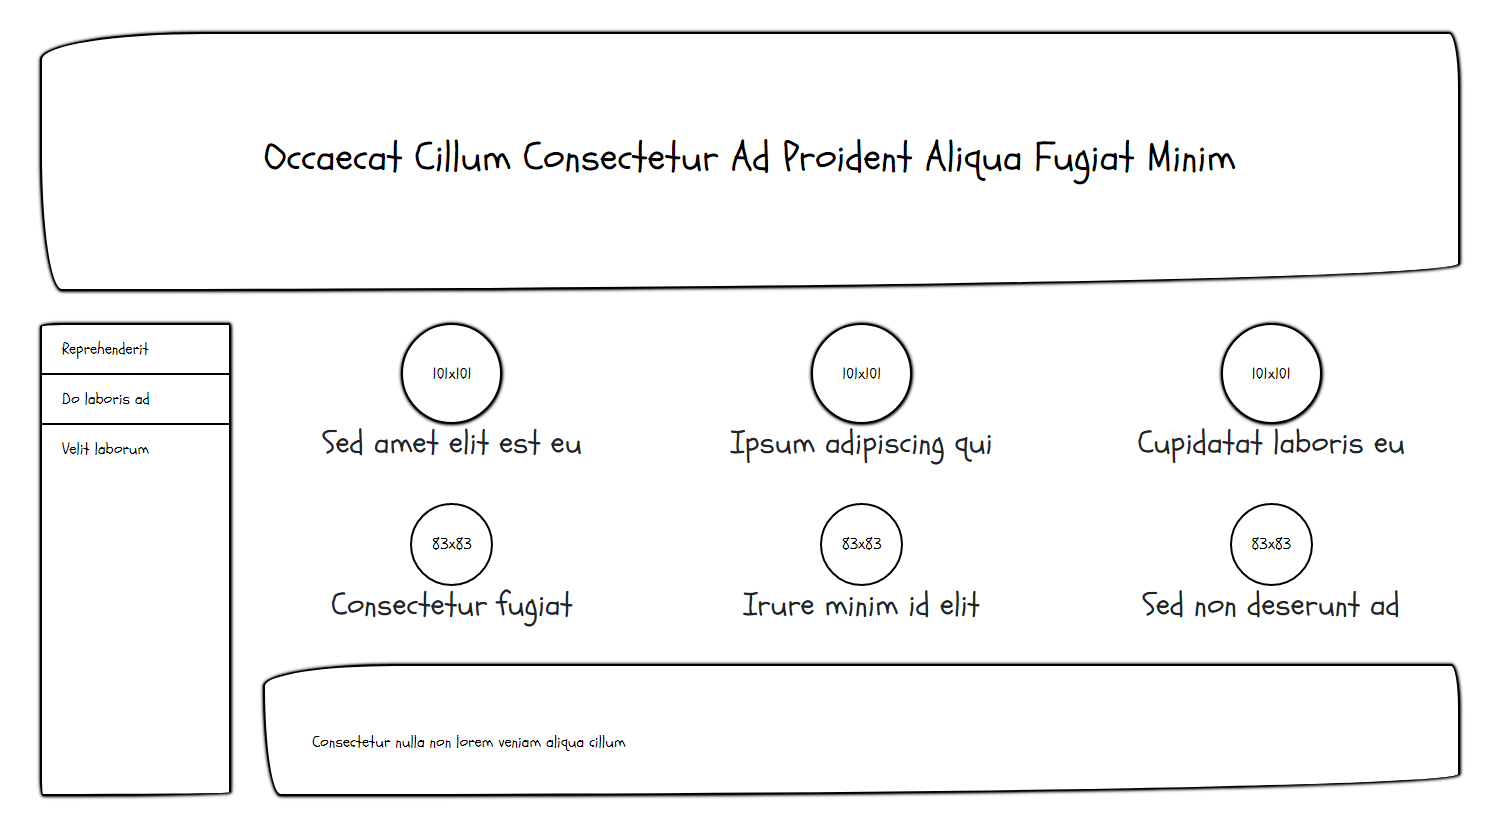 Occaecat Cillum Consectetur Ad Proident Aliqua Fugiat Minim
Reprehenderit
Do laboris ad
Velit laborum
101x101
101x101
101x101
Sed amet elit est eu
Ipsum adipiscing qui
Cupidatat laboris eu
83x83
83x83
83x83
Consectetur fugiat
Irure minim id elit
Sed non deserunt ad
Consectetur nulla non lorem veniam aliqua cillum